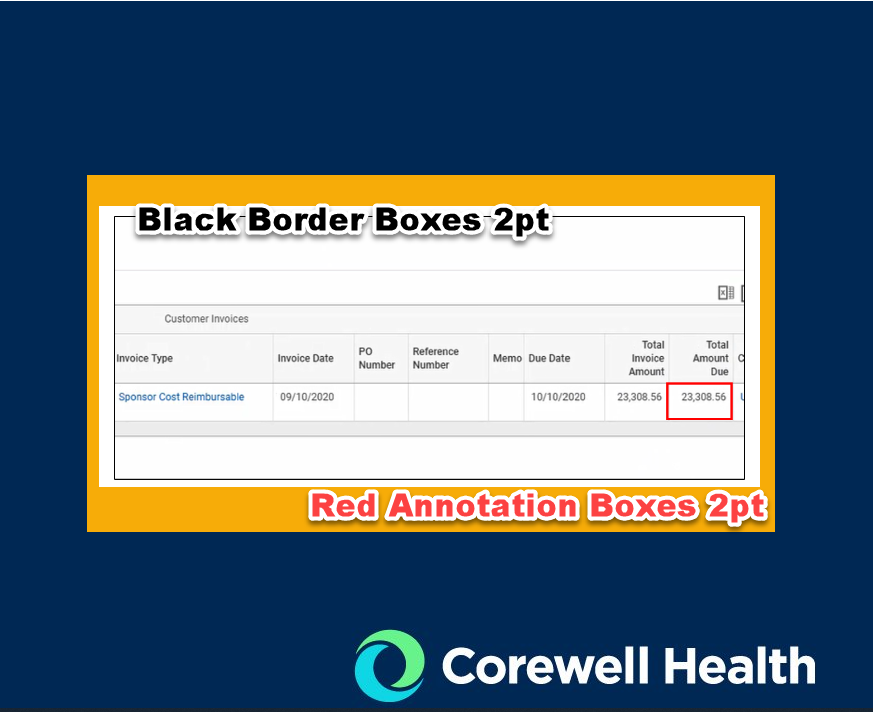 Black Border Boxes 2pt
Customer Invoices
Invoice Type
Invoice Date
PO
Number
Reference
Number
Memo
Due Date
Total
Invoice
Amount
Total
Amount
Due
Sponsor Cost Reimbursable
09/10/2020
10/10/2020
23,308.56
23,308.56
Red Annotation Boxes 2pt
Corewell Health